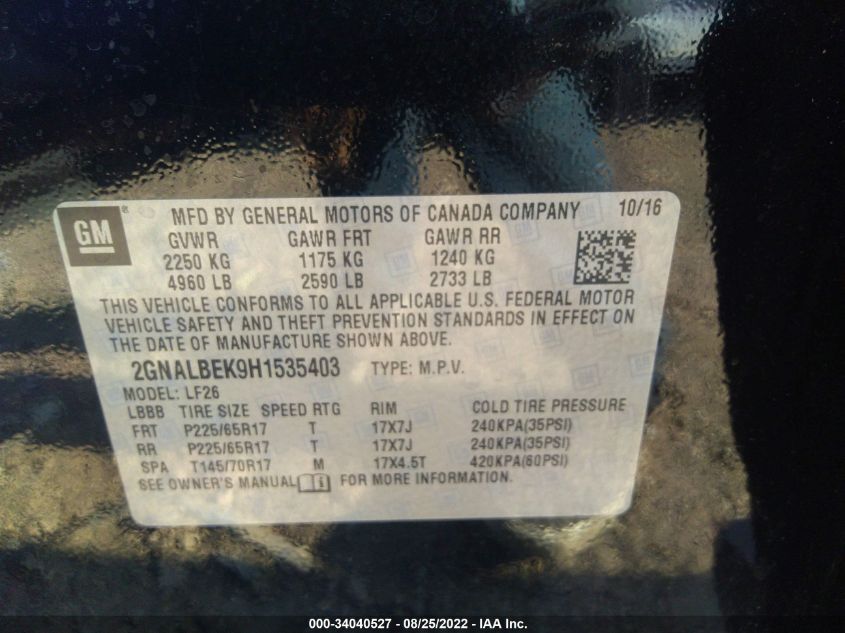 GM ® MFD BY GENERAL MOTORS OF CANADA COMPANY 10/16
GVWR GAWR FRT GAWR RR
2250 KG 1175 KG 1240 KG
4960 LB 2590 LB 2733 LB
THIS VEHICLE CONFORMS TO ALL APPLICABLE U.S. FEDERAL MOTOR
VEHICLE SAFETY AND THEFT PREVENTION STANDARDS IN EFFECT ON
THE DATE OF MANUFACTURE SHOWN ABOVE.
2GNALBEK9H1535403 TYPE: M.P.V.
MODEL: LF26
LBBB TIRE SIZE SPEED RTG RIM COLD TIRE PRESSURE
FRT P225/65R17 T 17X7J 240KPA(35PSI)
RR P225/65R17 T 17X7J 240KPA(35PSI)
SPA T145/70R17 M 17X4.5T 420KPA(60PSI)
SEE OWNER'S MANUAL i FOR MORE INFORMATION.
000-34040527 - 08/25/2022 - IAA Inc.